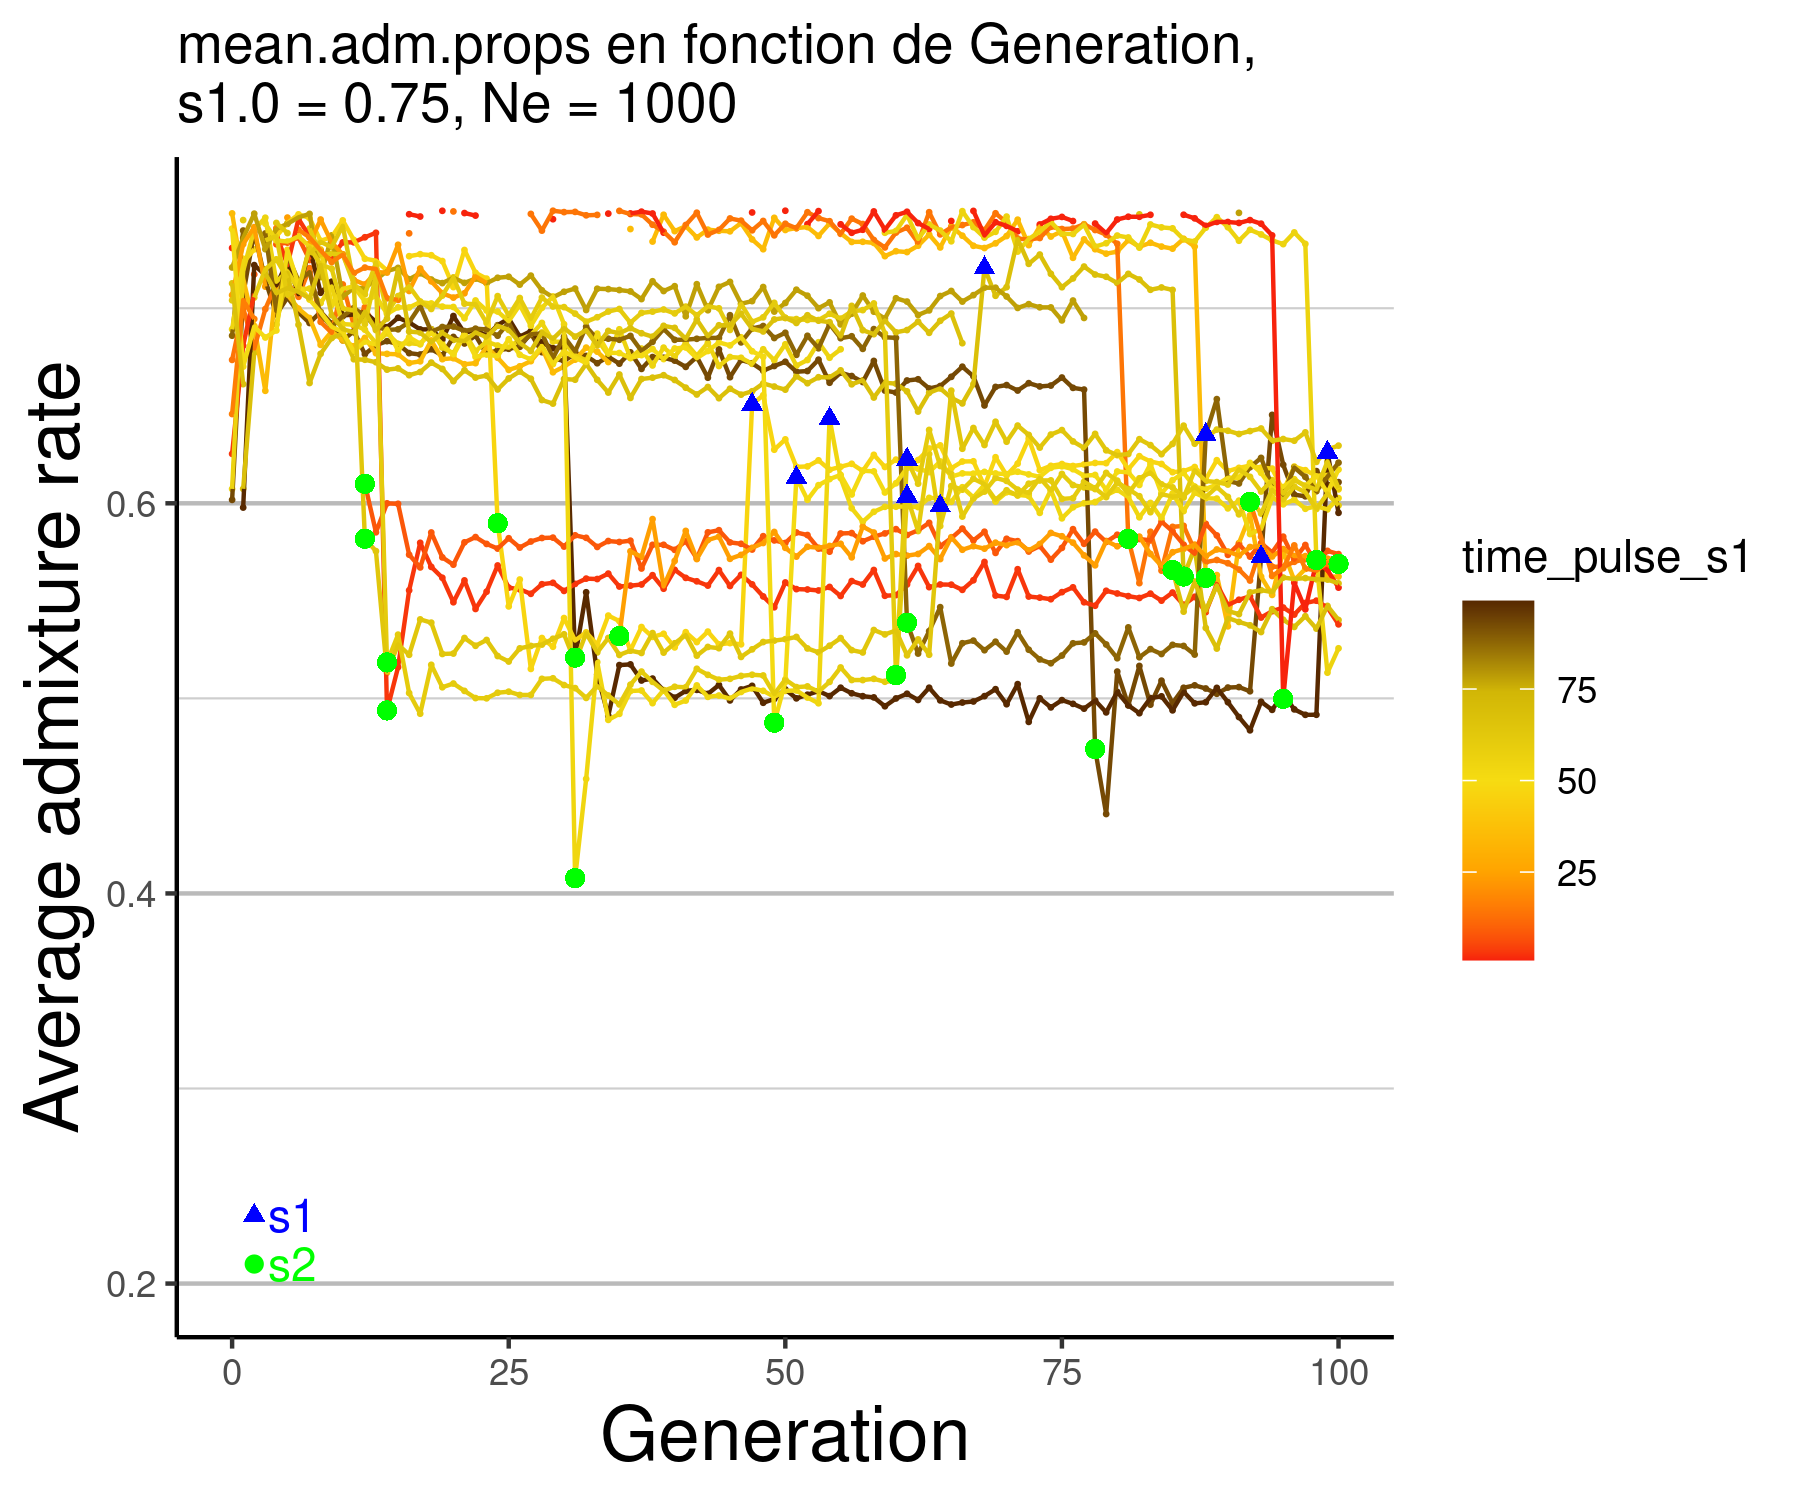 mean.adm.props en fonction de Generation,
s1.0 = 0.75, Ne = 1000
Average admixture rate
0.6
0.4
0.2
s1
s2
0 25 50 75 100
Generation
time_pulse_s1
75
50
25